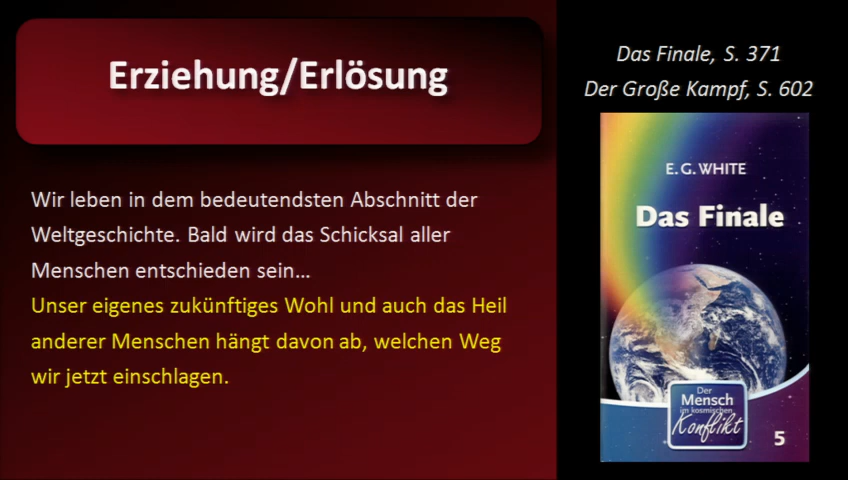 Erziehung/Erlösung
Wir leben in dem bedeutendsten Abschnitt der
Weltgeschichte. Bald wird das Schicksal aller
Menschen entschieden sein...
Unser eigenes zukünftiges Wohl und auch das Heil
anderer Menschen hängt davon ab, welchen Weg
wir jetzt einschlagen.
Das Finale, S. 371
Der Große Kampf, S. 602
E. G. WHITE
Das Finale
Der
Mensch
im kosmischen
Konflikt
5